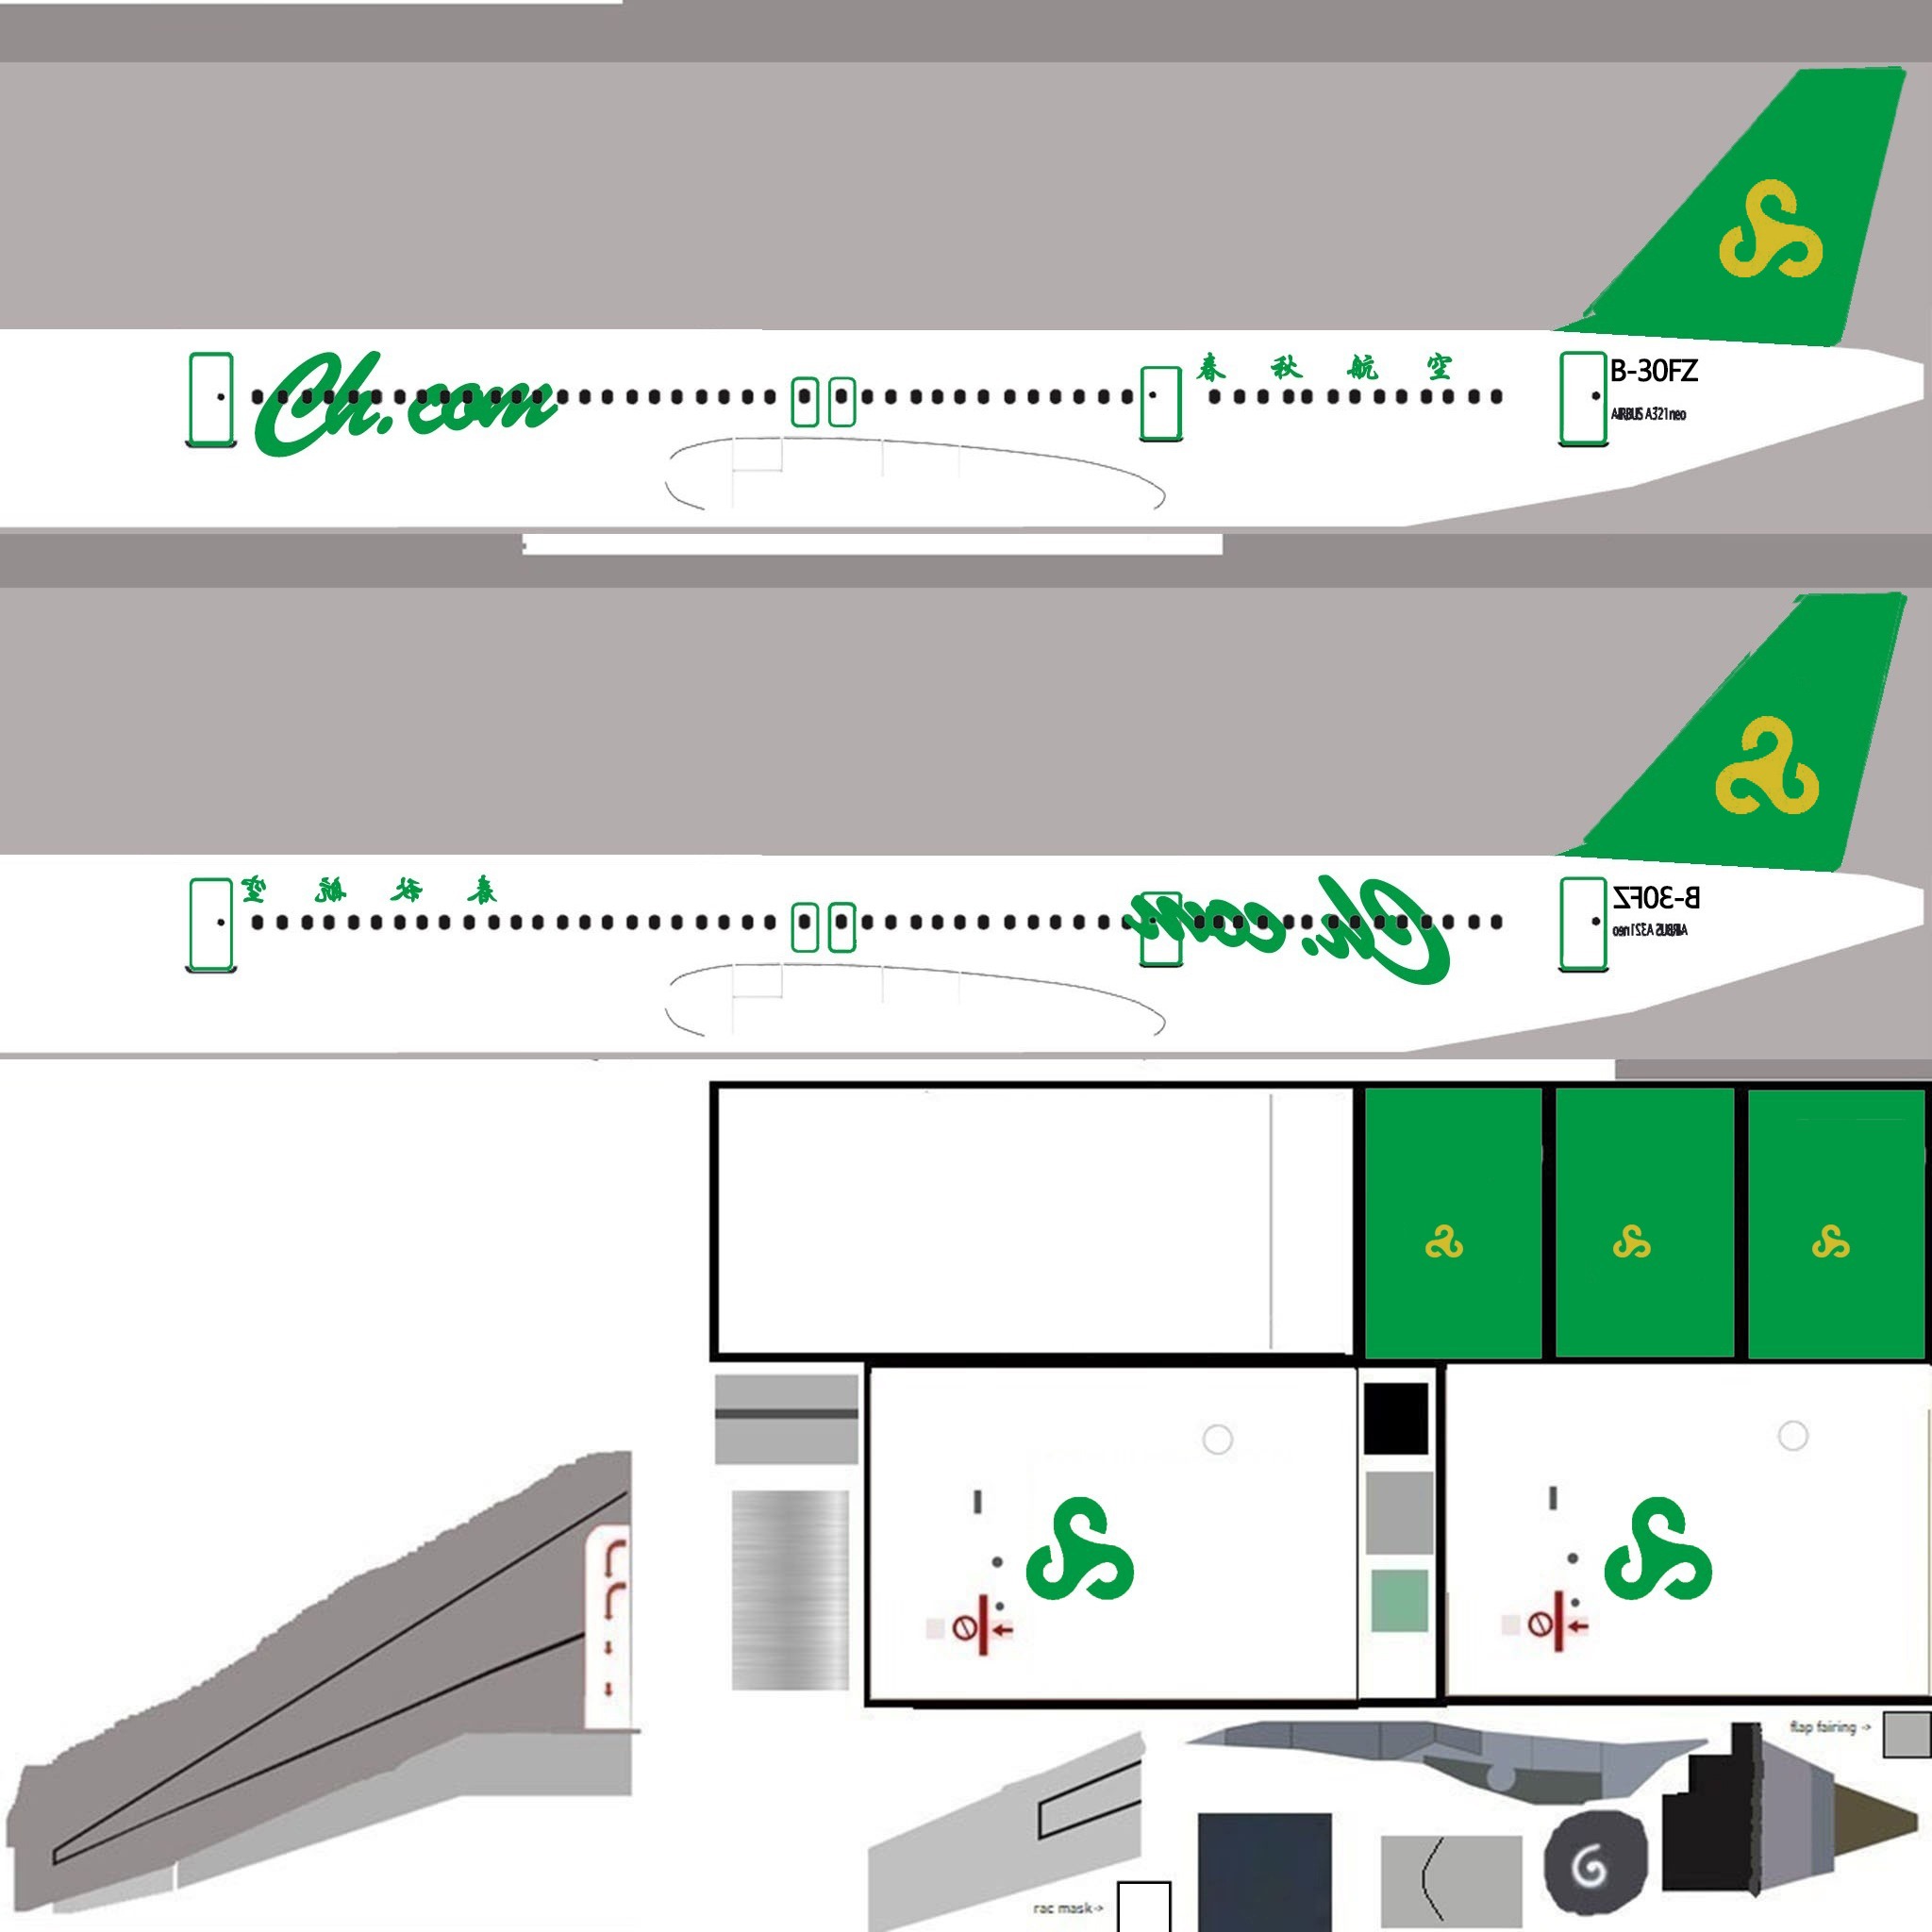 Ch.com
春秋航空
B-30FZ
AIRBUS A321neo
春秋航空
Ch.com
B-30FZ
AIRBUS A321neo
flap fairing ->
rac mask->